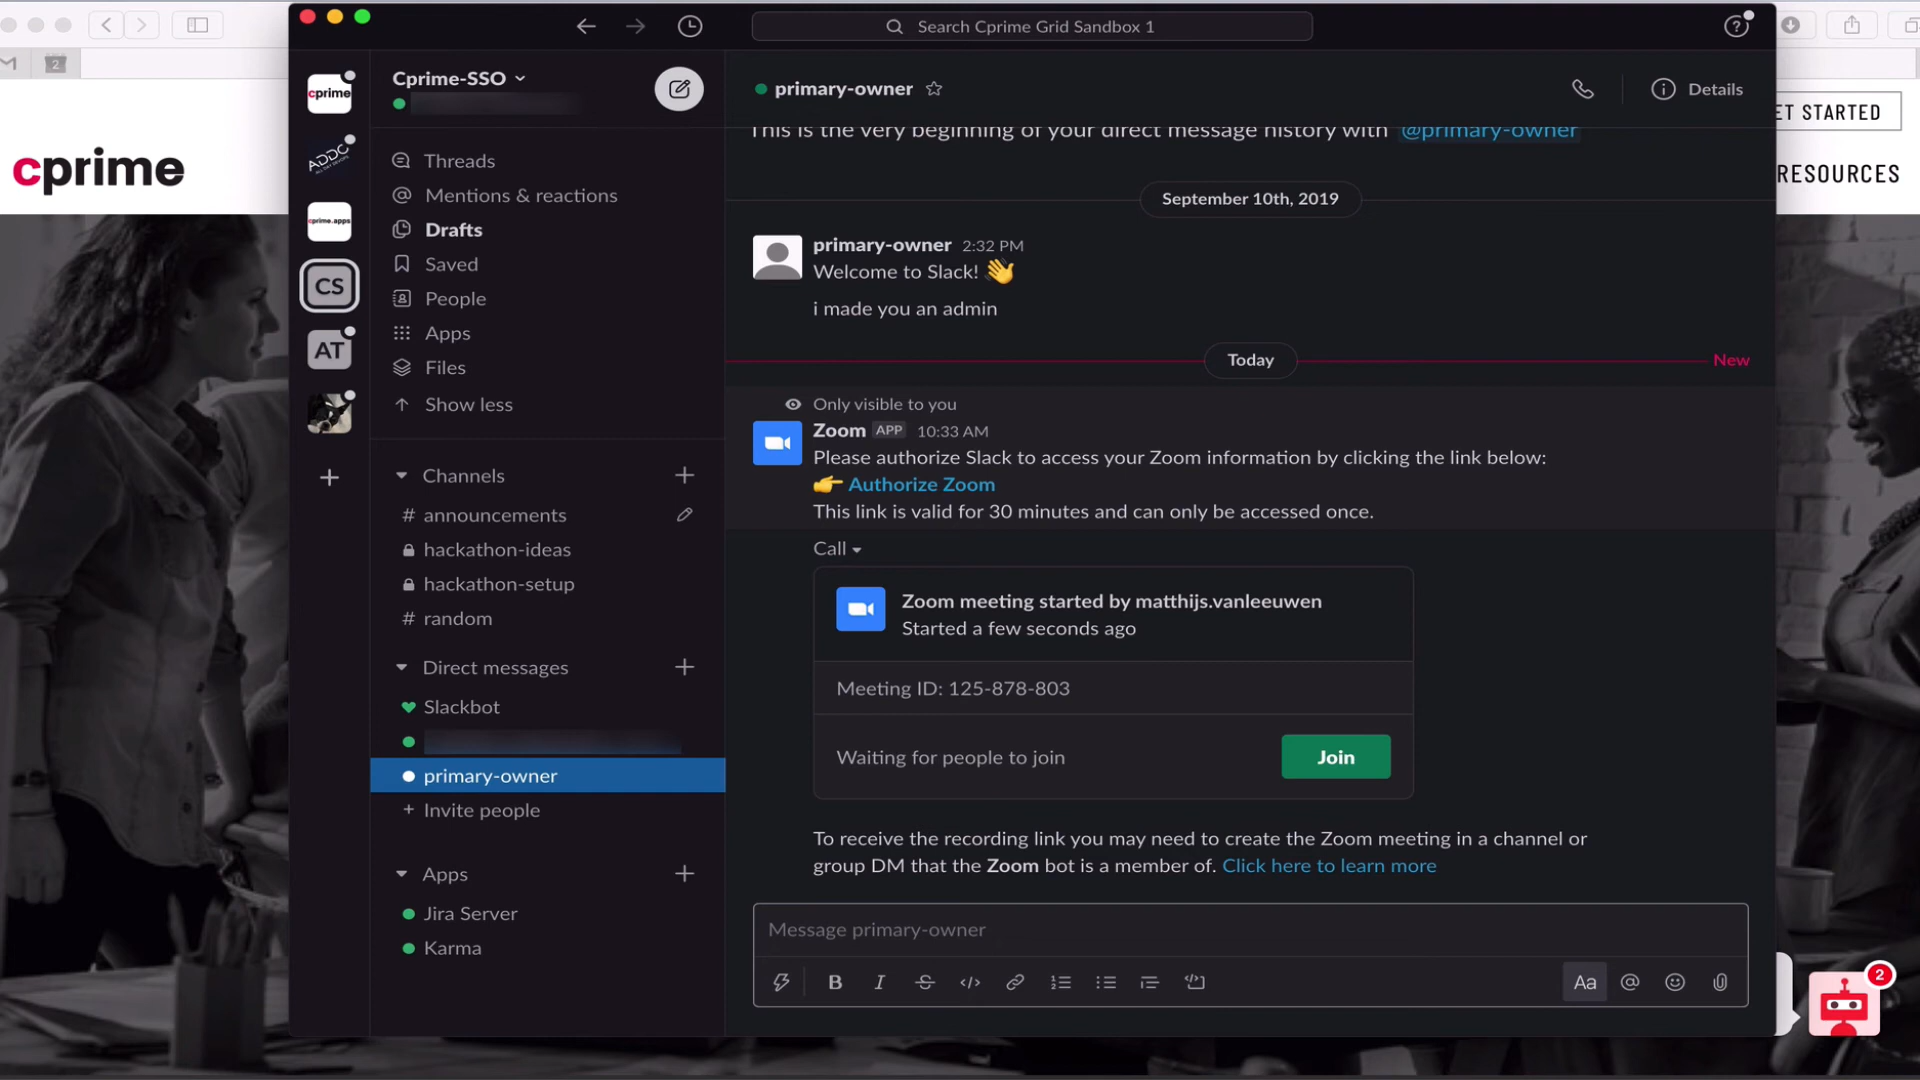 Search Cprime Grid Sandbox 1
2
ET STARTED
cprime
RESOURCES
cprime
ADDC
cprime.apps
CS
AT
Cprime-SSO
Threads
Mentions & reactions
Drafts
Saved
People
Apps
Files
Show less
Channels
# announcements
hackathon-ideas
hackathon-setup
# random
Direct messages
Slackbot
primary-owner
+ Invite people
Apps
Jira Server
Karma
primary-owner
Details
This is the very beginning of your direct message history with @primary-owner
September 10th, 2019
primary-owner 2:32 PM
Welcome to Slack! 👋
i made you an admin
Today
New
Only visible to you
Zoom APP 10:33 AM
Please authorize Slack to access your Zoom information by clicking the link below:
👉 Authorize Zoom
This link is valid for 30 minutes and can only be accessed once.
Call
Zoom meeting started by matthijs.vanleeuwen
Started a few seconds ago
Meeting ID: 125-878-803
Waiting for people to join
Join
To receive the recording link you may need to create the Zoom meeting in a channel or
group DM that the Zoom bot is a member of. Click here to learn more
Message primary-owner
B I S
Aa @
2